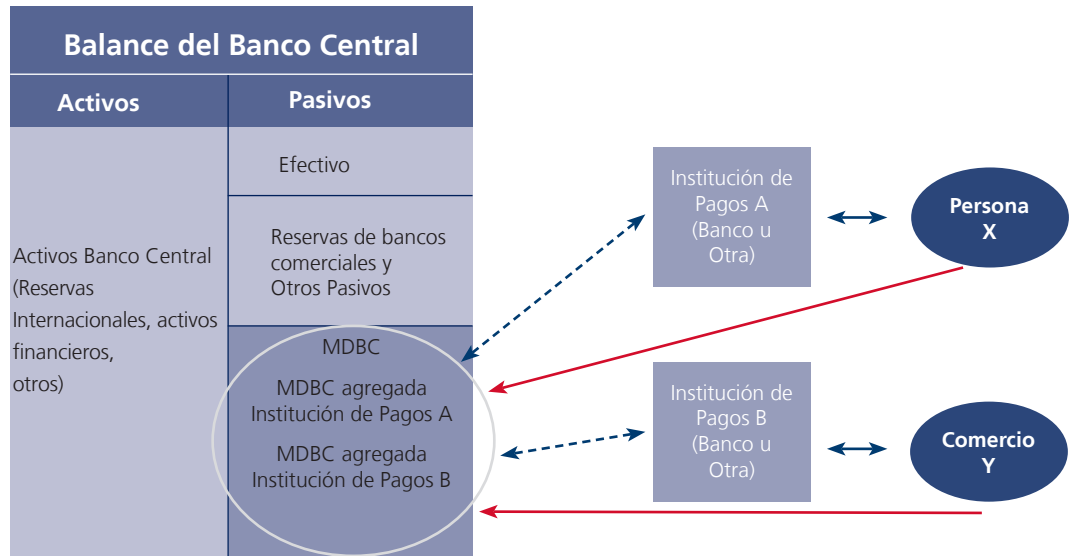 Balance del Banco Central
Activos
Pasivos
Activos Banco Central
(Reservas
Internacionales, activos
financieros,
otros)
Efectivo
Reservas de bancos
comerciales y
Otros Pasivos
MDBC
MDBC agregada
Institución de Pagos A
MDBC agregada
Institución de Pagos B
Institución de
Pagos A
(Banco u
Otra)
Persona
X
Institución de
Pagos B
(Banco u
Otra)
Comercio
Y